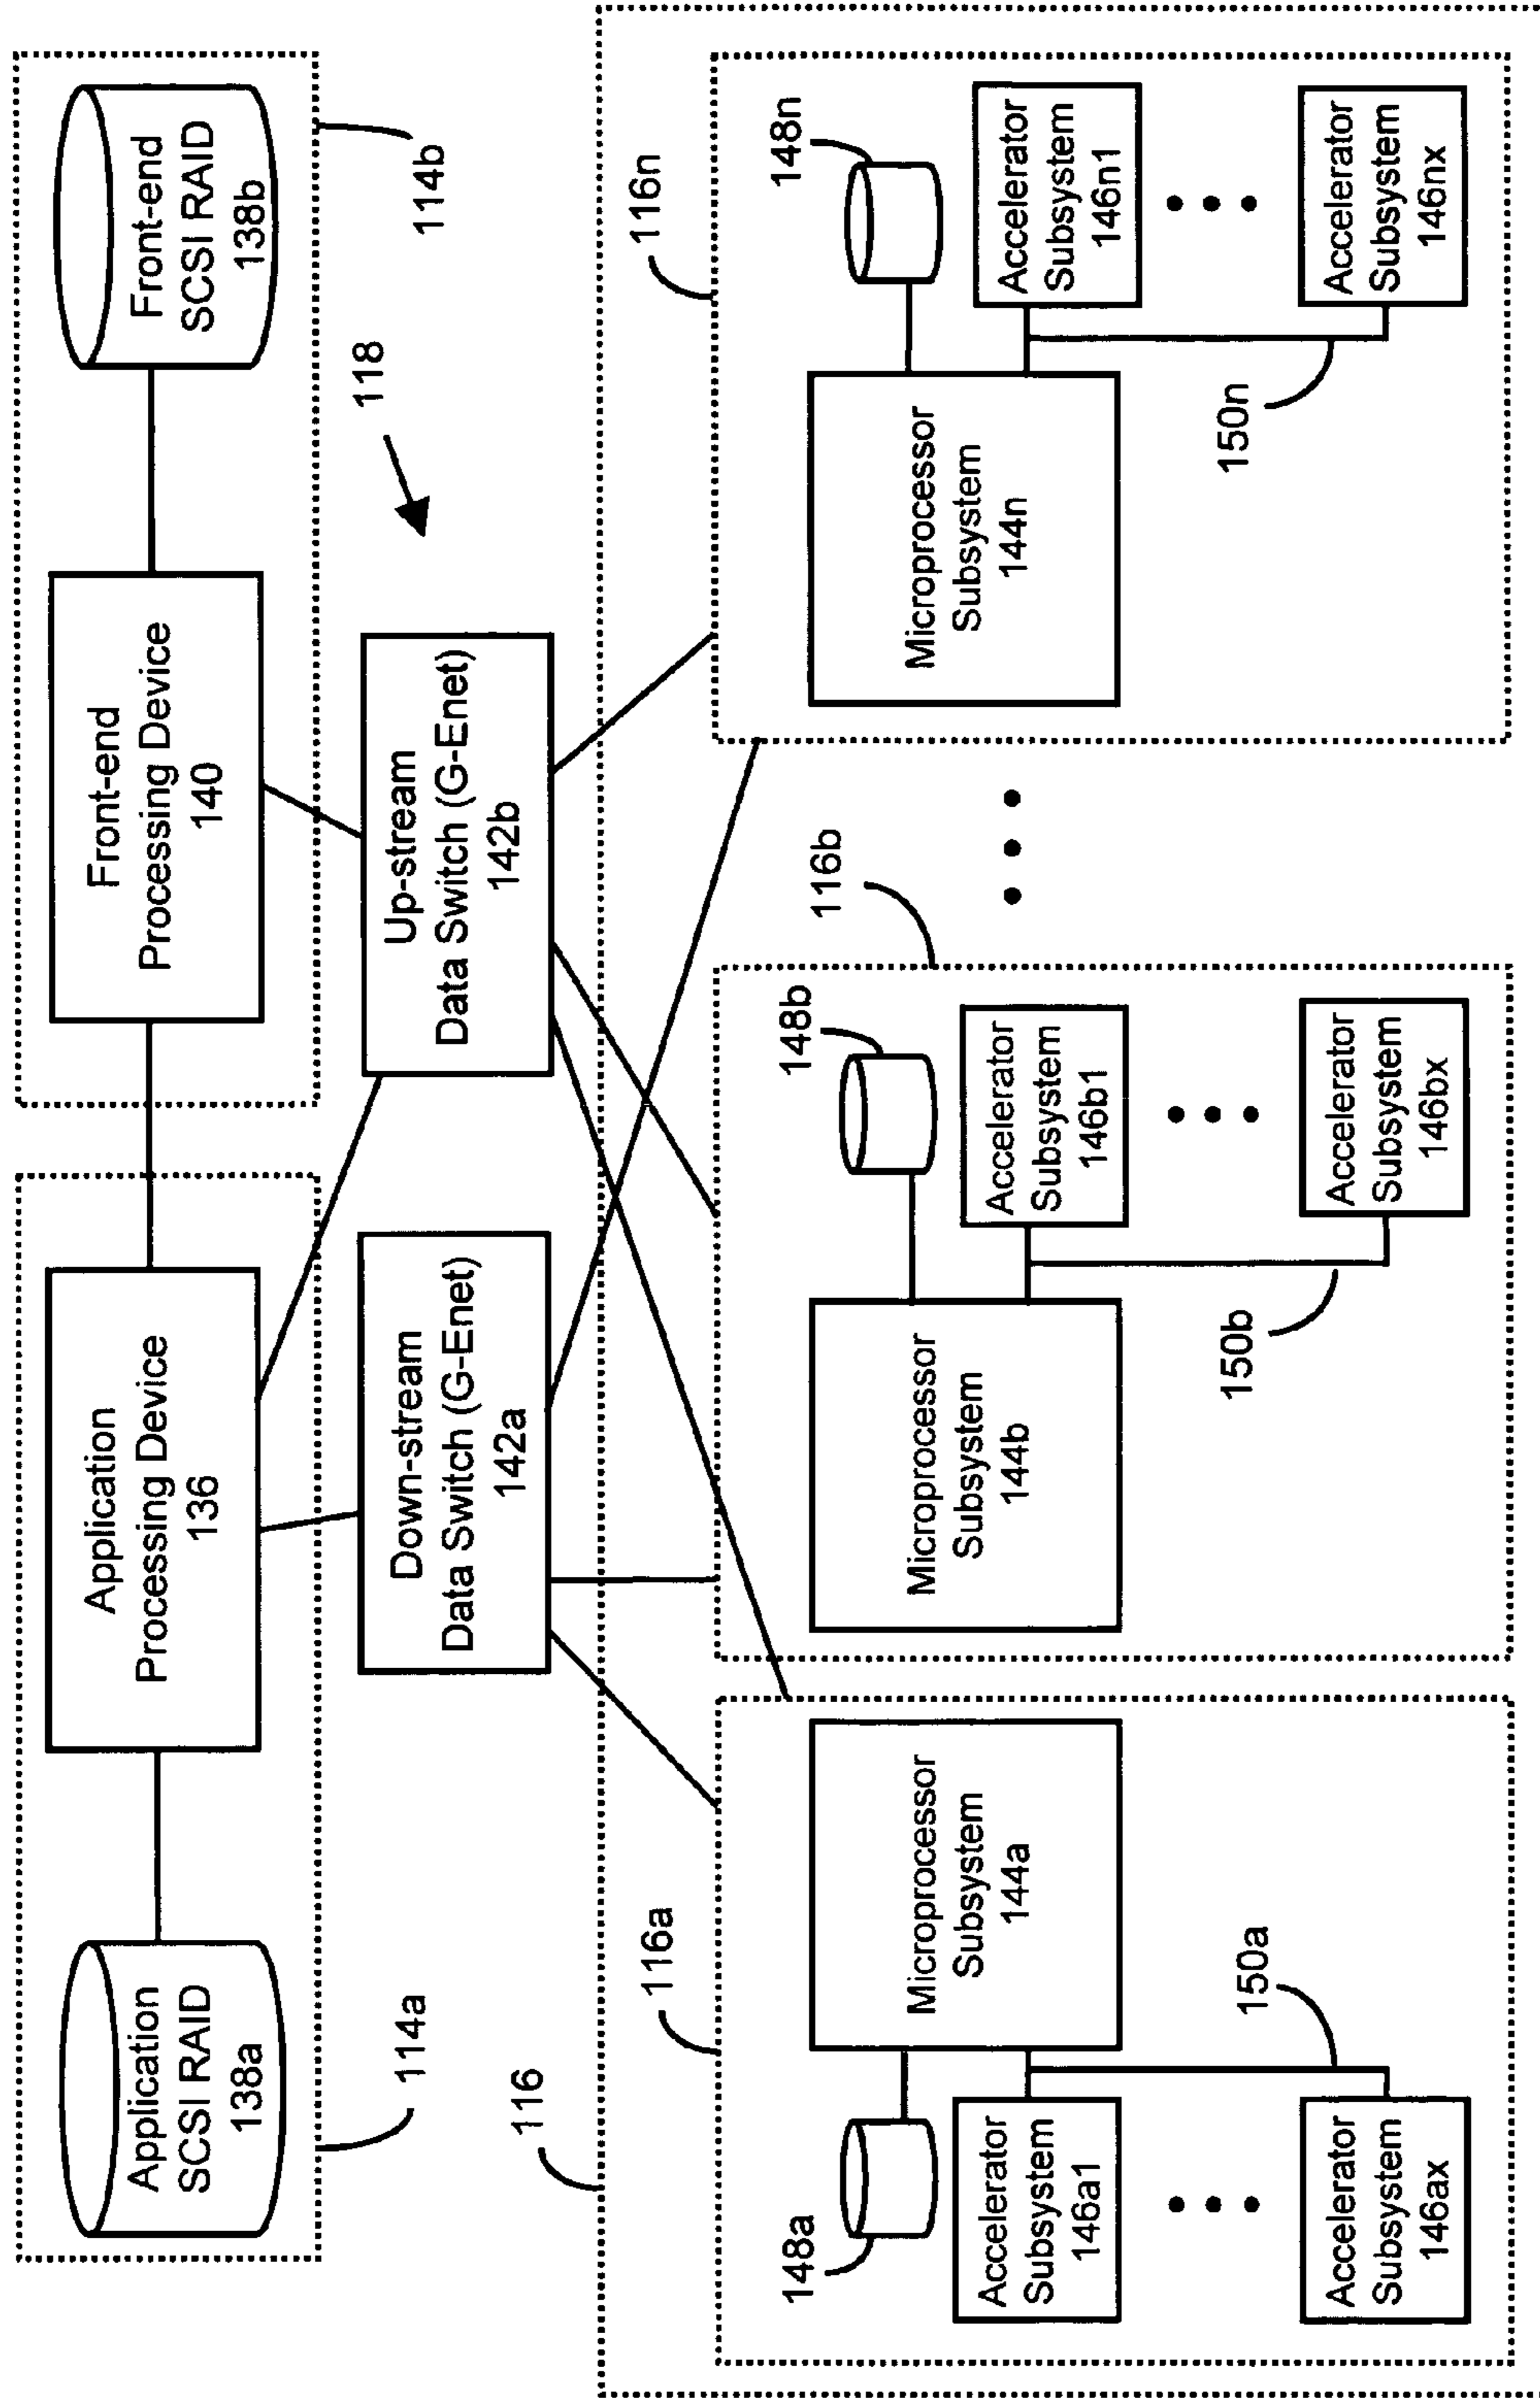 Application
SCSI RAID
138a
Application
Processing Device
136
Front-end
Processing Device
140
Front-end
SCSI RAID
138b
114a
114b
118
Down-stream
Data Switch (G-Enet)
142a
Up-stream
Data Switch (G-Enet)
142b
116
116a
116b
116n
148a
Accelerator
Subsystem
146a1
Accelerator
Subsystem
146ax
Microprocessor
Subsystem
144a
150a
Microprocessor
Subsystem
144b
148b
Accelerator
Subsystem
146b1
Accelerator
Subsystem
146bx
150b
Microprocessor
Subsystem
144n
148n
Accelerator
Subsystem
146n1
Accelerator
Subsystem
146nx
150n